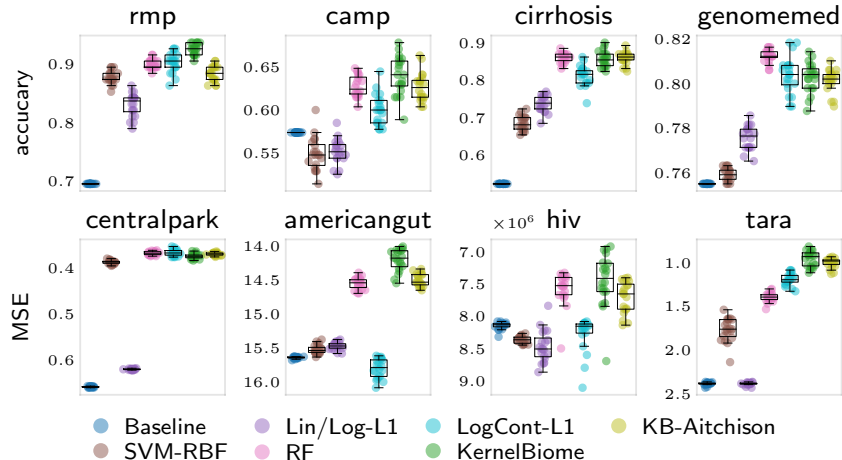 rmp camp cirrhosis genomemed
accucary
0.9 0.8 0.7
0.65 0.60 0.55
0.9 0.8 0.7 0.6
0.82 0.80 0.78 0.76
centralpark americangut ×10⁶ hiv tara
MSE
0.4 0.5 0.6
14.0 14.5 15.5 16.0
7.0 7.5 8.0 8.5 9.0
1.0 1.5 2.0 2.5
Baseline Lin/Log-L1 LogCont-L1 KB-Aitchison
SVM-RBF RF KernelBiome